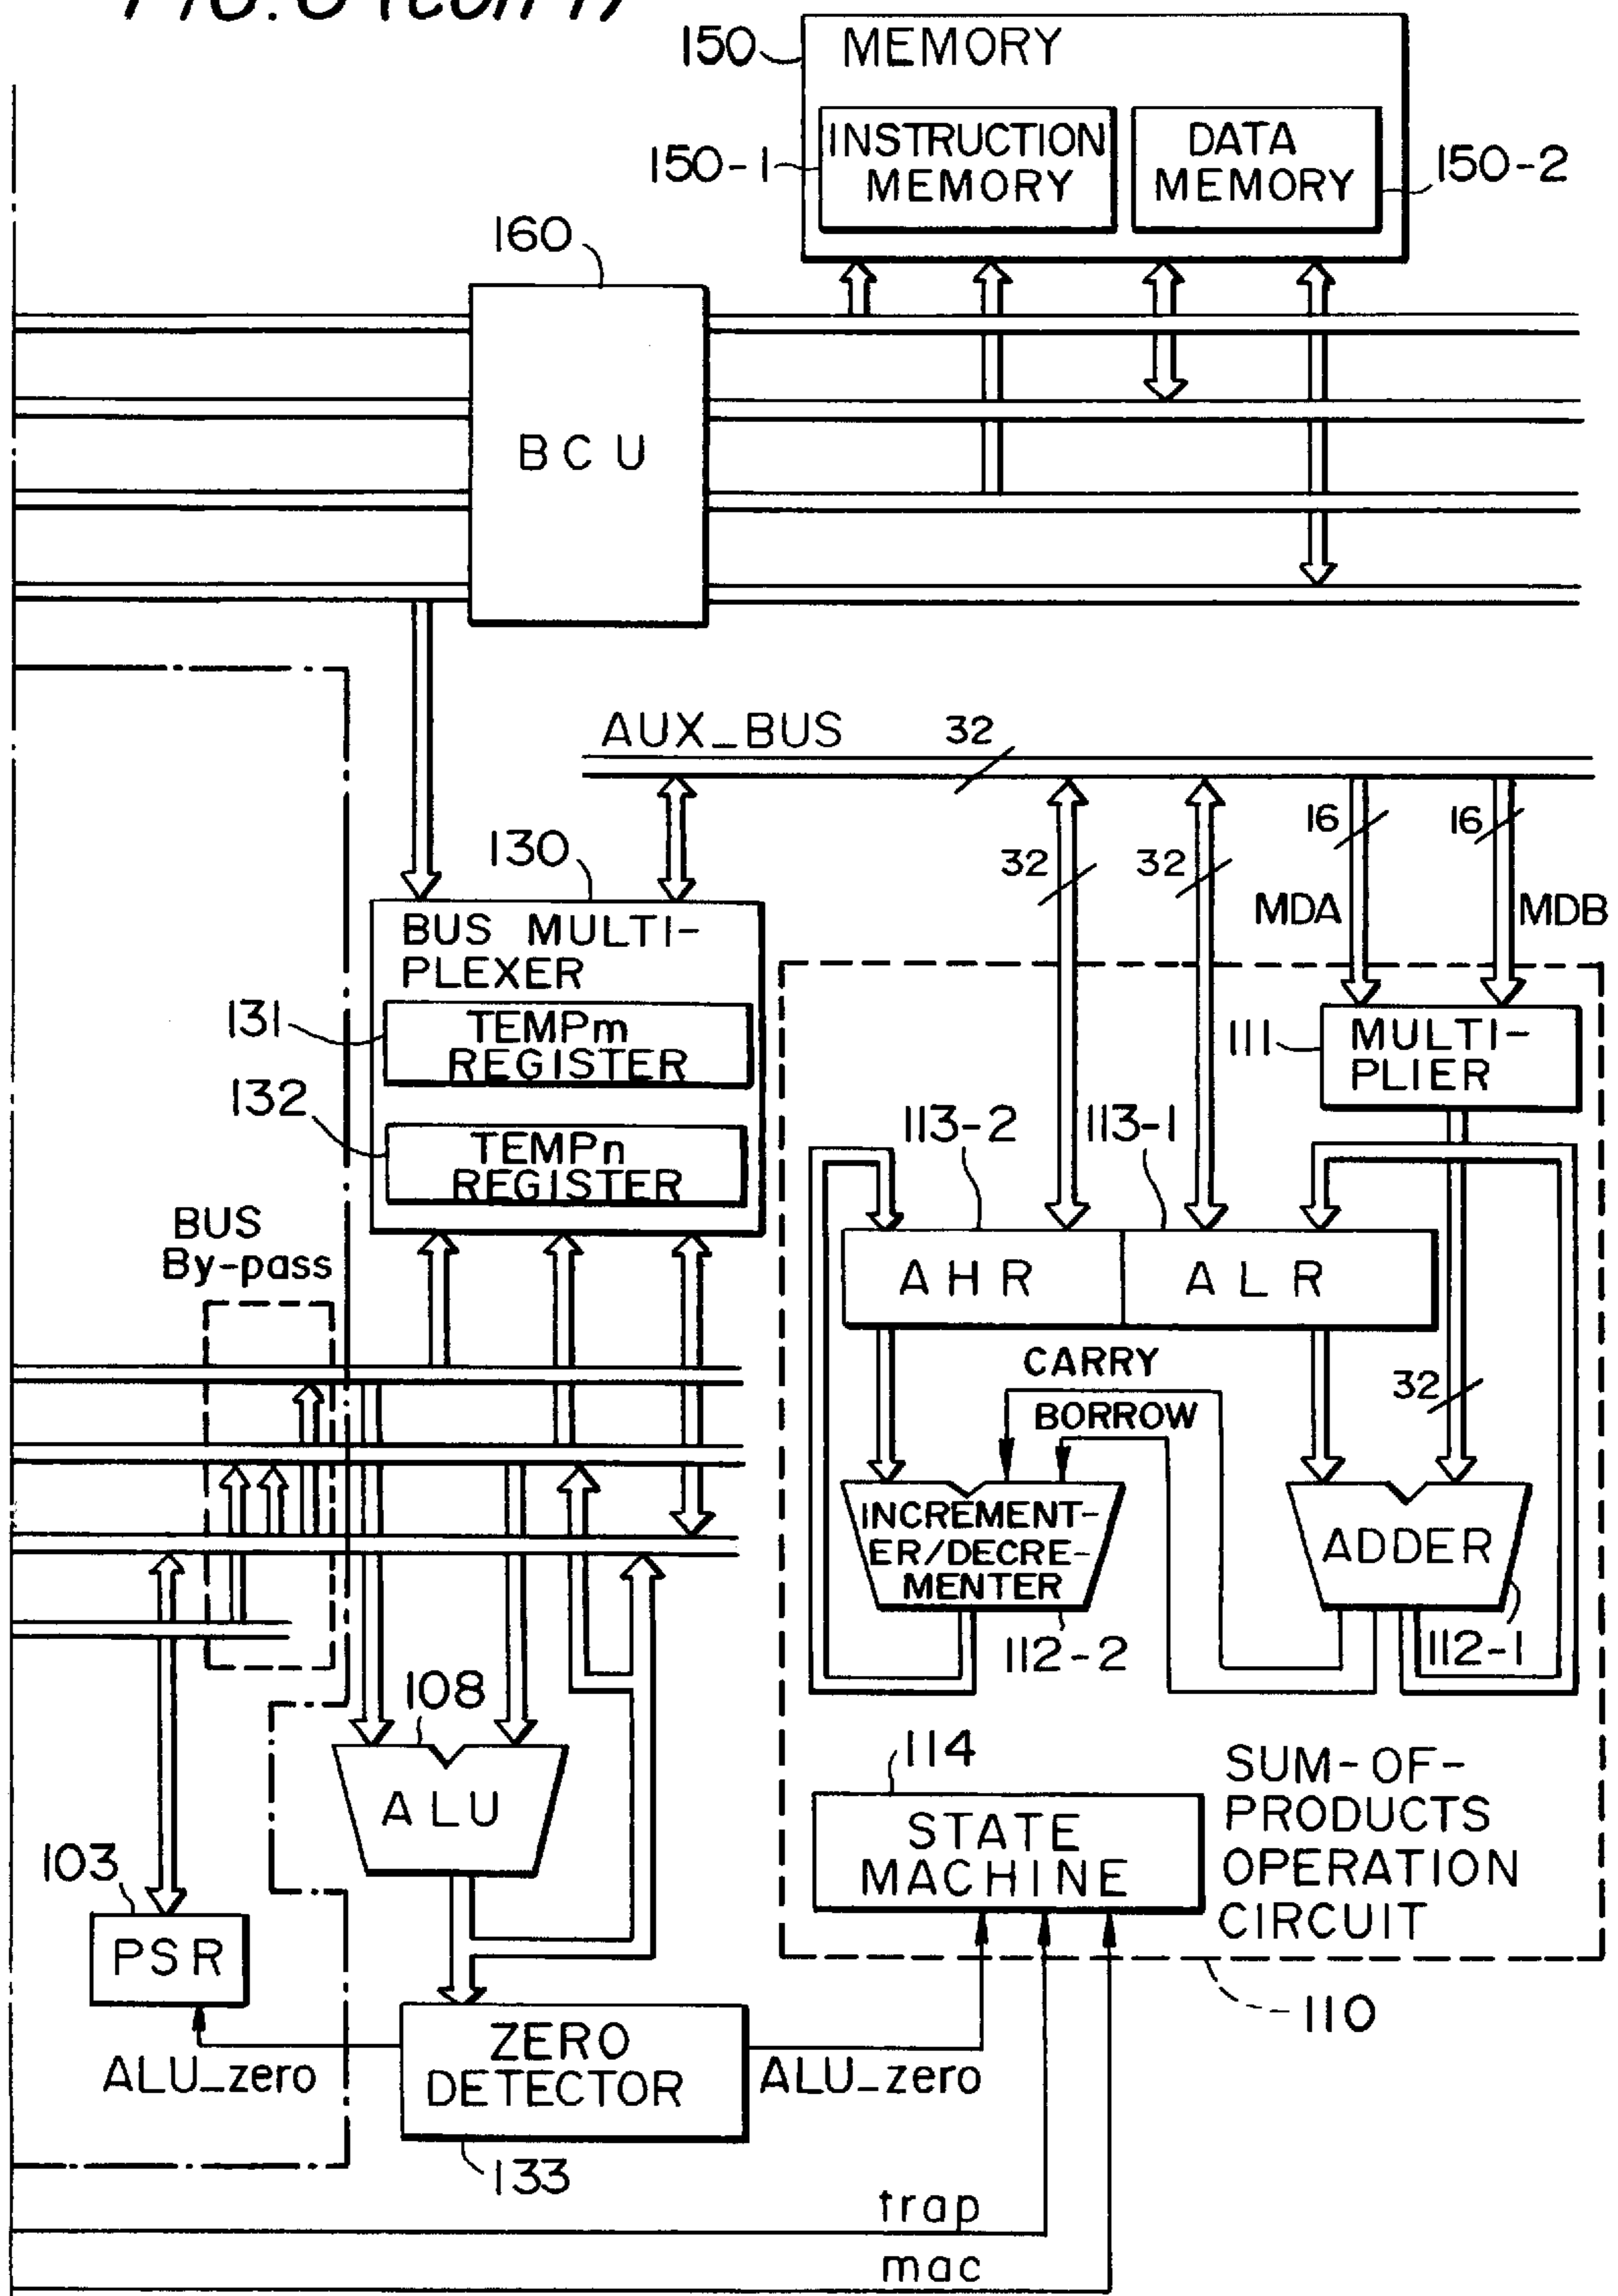 150
MEMORY
INSTRUCTION
MEMORY
DATA
MEMORY
150-1
150-2
160
BCU
AUX_BUS
32
130
32
32
16
16
MDA
MDB
BUS MULTI-
PLEXER
131
TEMPm
REGISTER
132
TEMPn
REGISTER
111
MULTI-
PLIER
113-2
113-1
BUS
By-pass
AHR
ALR
CARRY
BORROW
32
INCREMENT-
ER/DECRE-
MENTER
ADDER
112-2
112-1
108
ALU
114
STATE
MACHINE
SUM-OF-
PRODUCTS
OPERATION
CIRCUIT
103
PSR
110
ALU_zero
ZERO
DETECTOR
ALU_zero
133
trap
mac